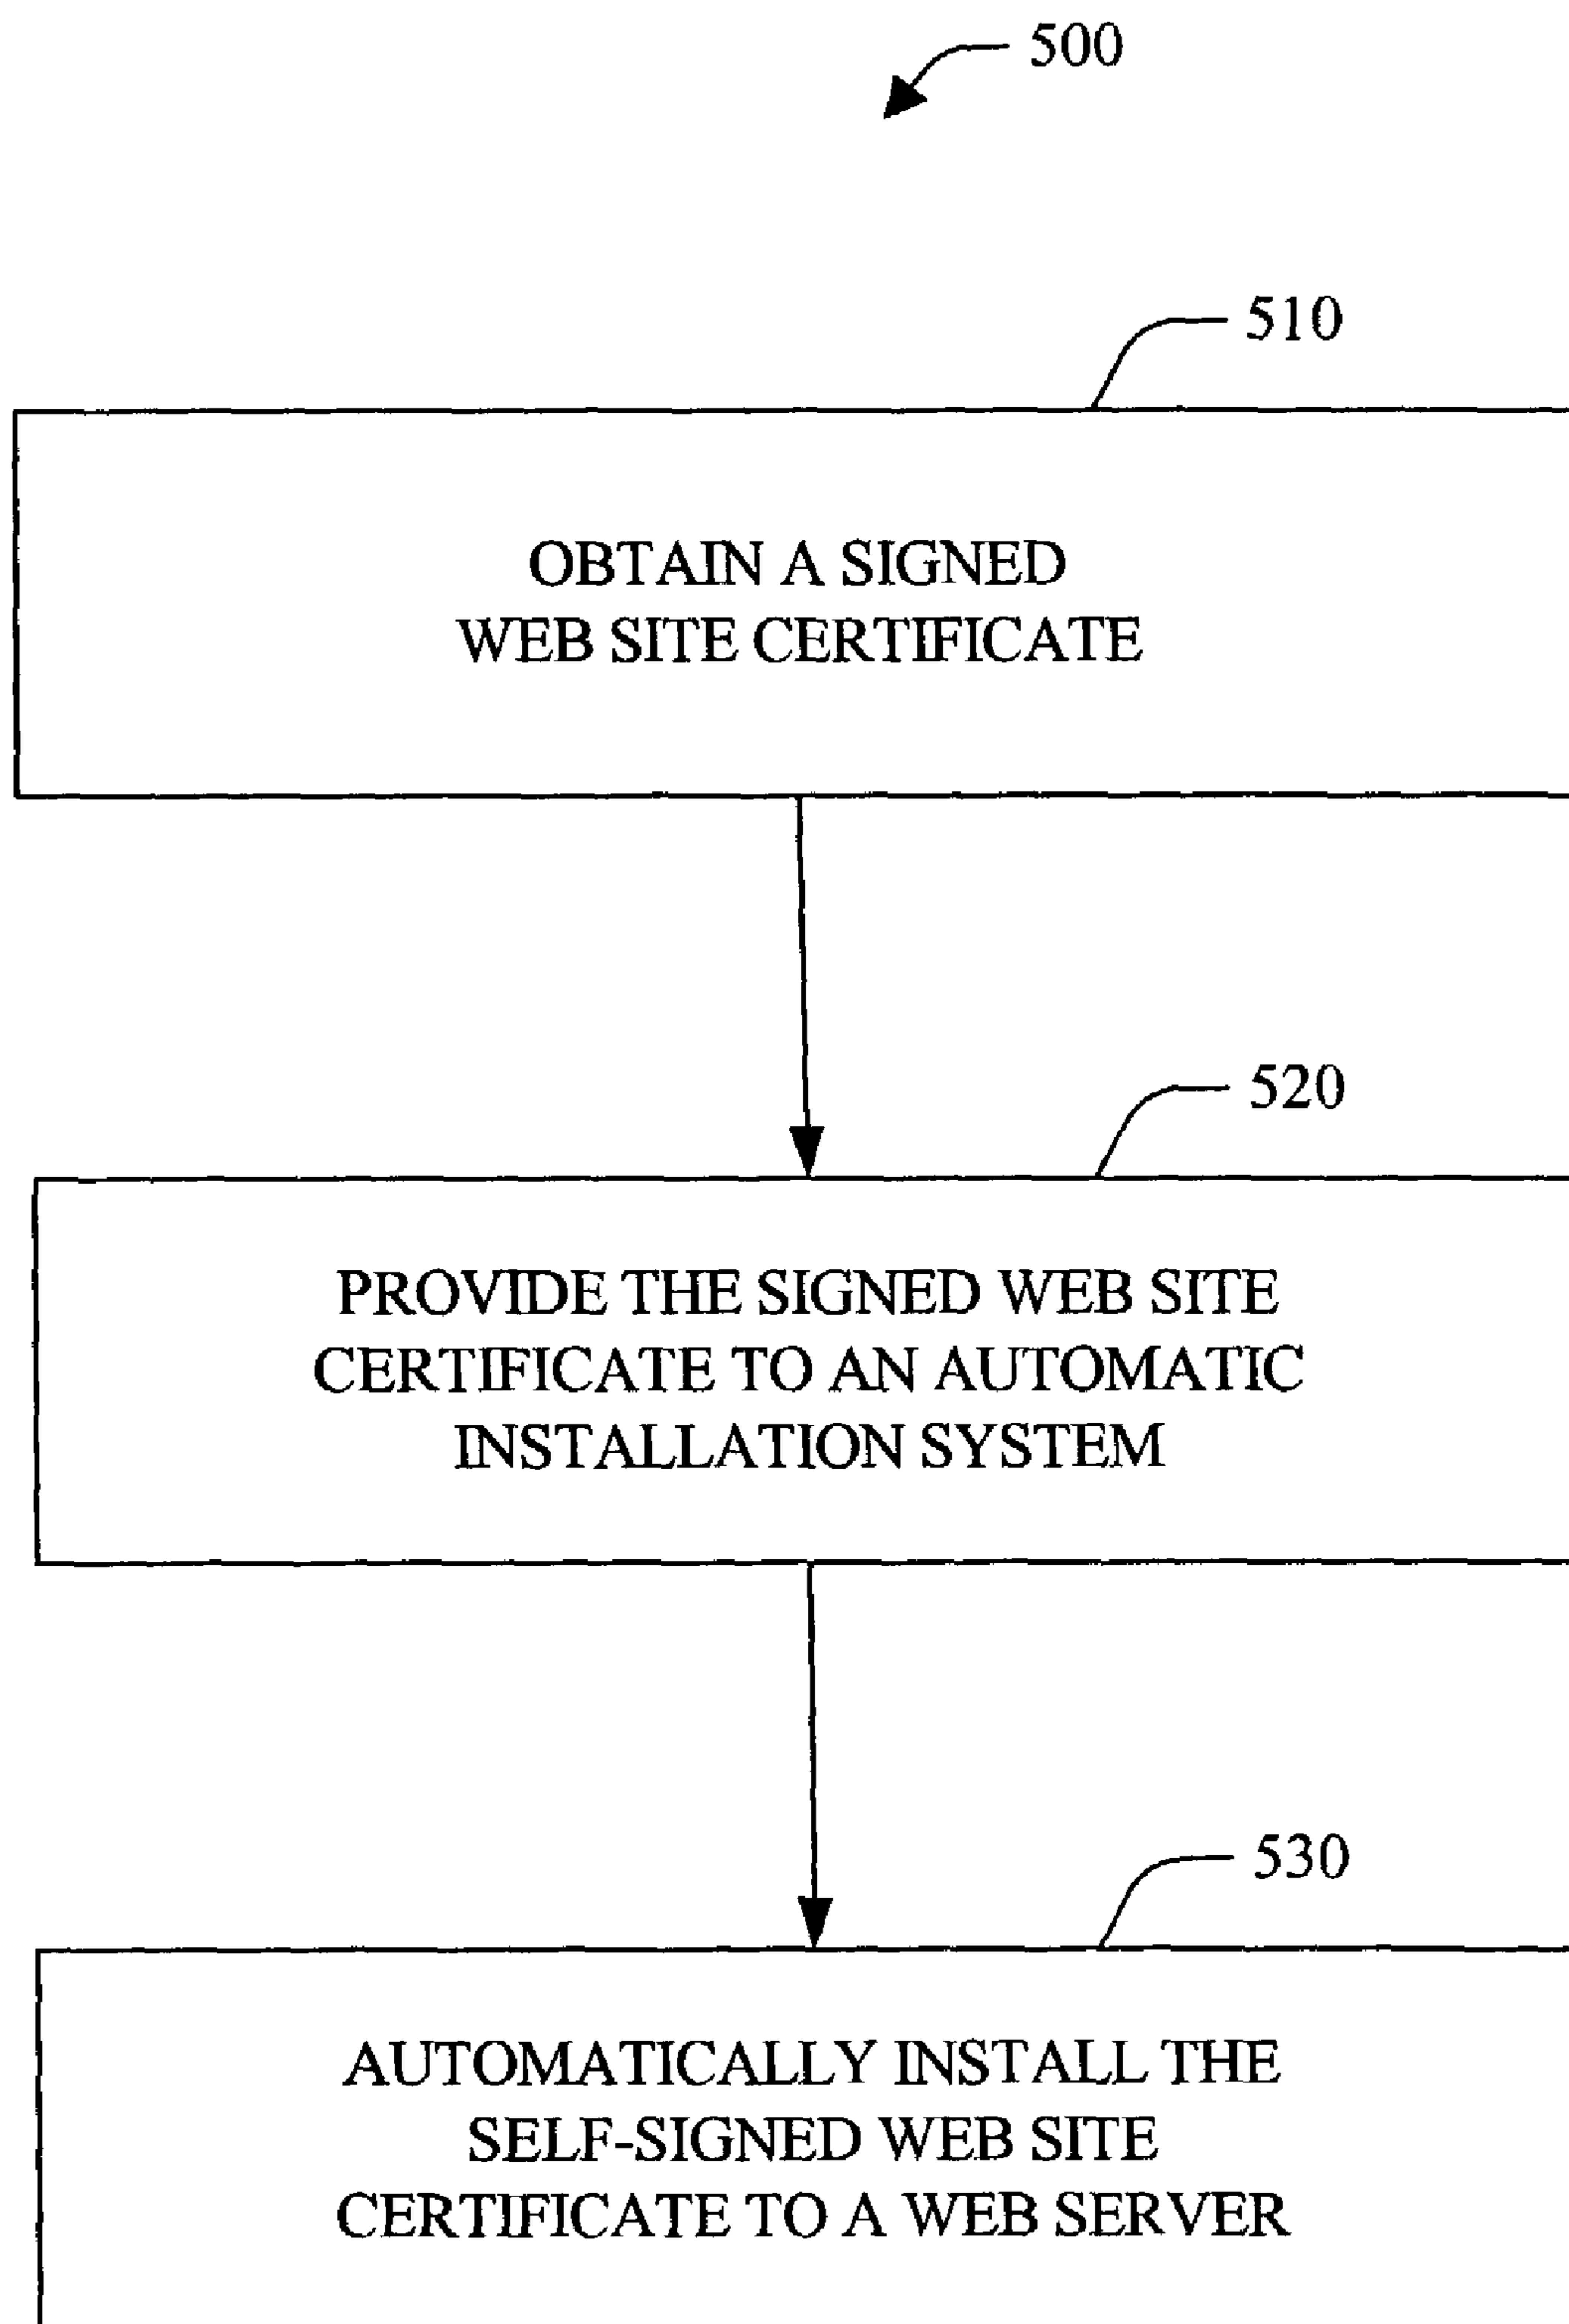 500
510
OBTAIN A SIGNED
WEB SITE CERTIFICATE
520
PROVIDE THE SIGNED WEB SITE
CERTIFICATE TO AN AUTOMATIC
INSTALLATION SYSTEM
530
AUTOMATICALLY INSTALL THE
SELF-SIGNED WEB SITE
CERTIFICATE TO A WEB SERVER